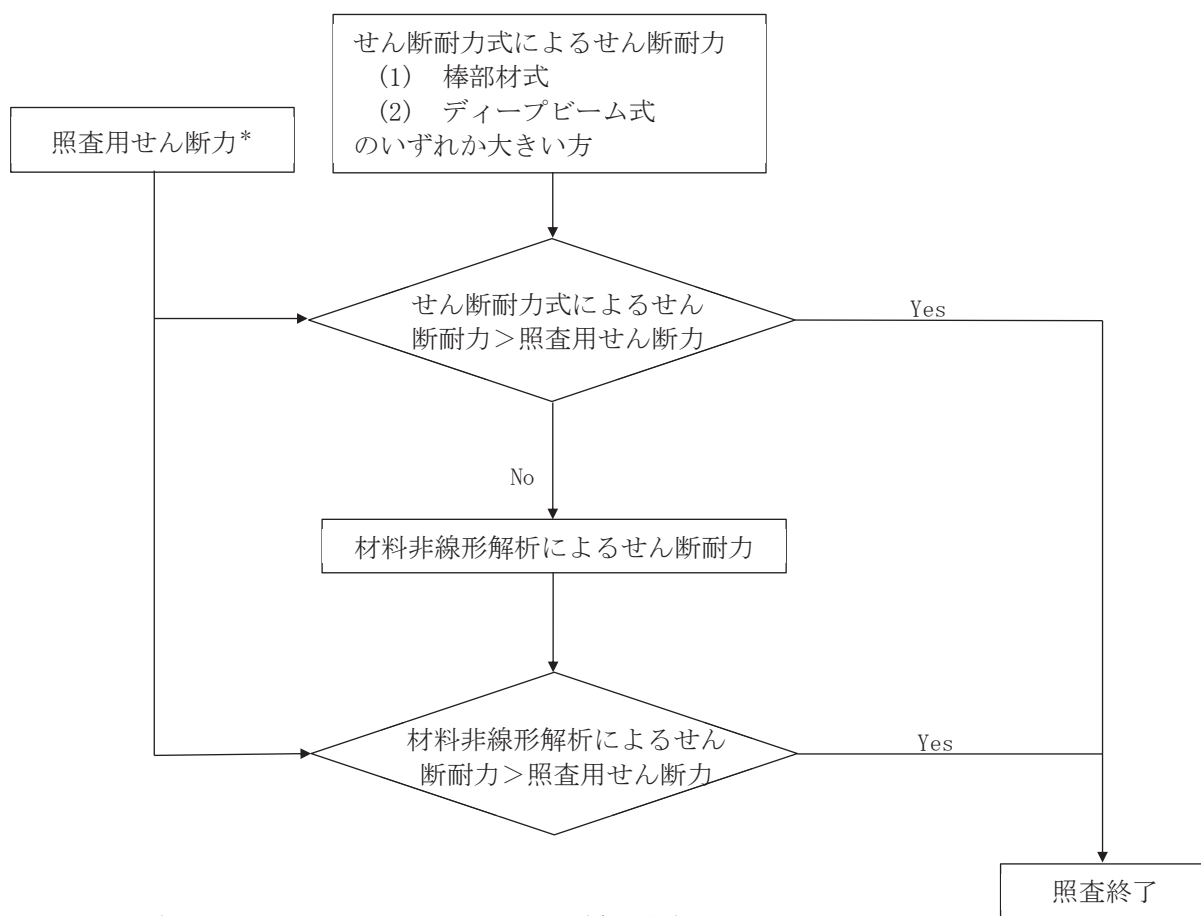 せん断耐力式によるせん断耐力
(1) 棒部材式
(2) ディープビーム式
のいずれか大きい方
照査用せん断力*
せん断耐力式によるせん
断耐力＞照査用せん断力
Yes
No
材料非線形解析によるせん断耐力
材料非線形解析によるせん
断耐力＞照査用せん断力
Yes
照査終了